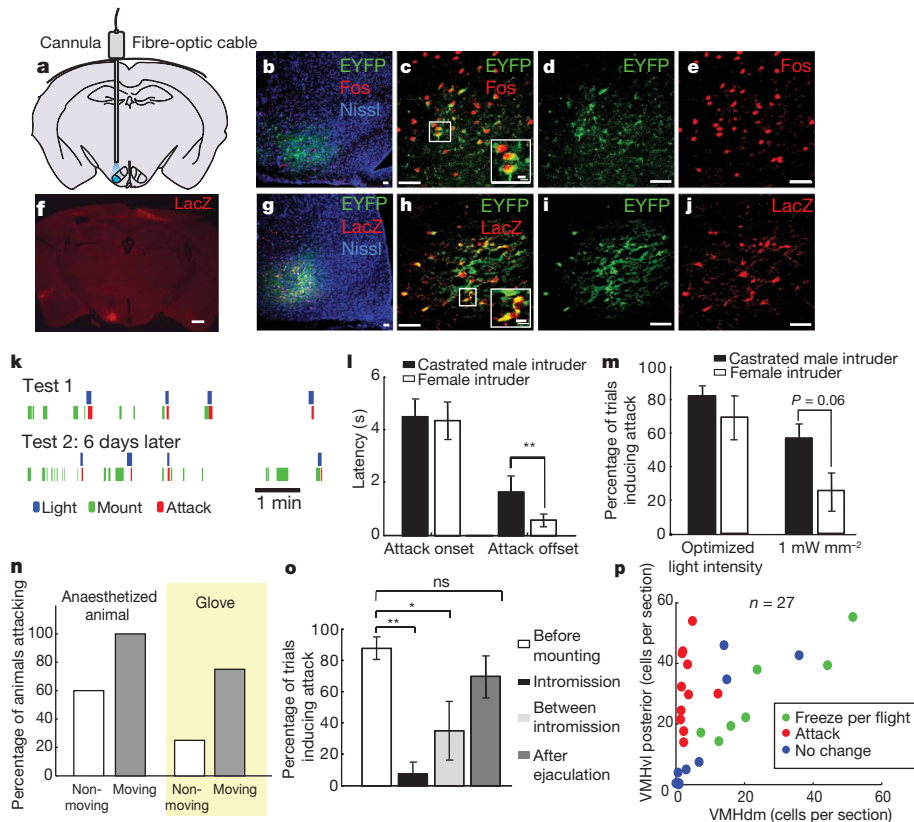 Cannula Fibre-optic cable
a
b EYFP
Fos
Nissl
c EYFP
Fos
d EYFP
e Fos
f LacZ
g EYFP
LacZ
Nissl
h EYFP
LacZ
i EYFP
j LacZ
k
Test 1
Test 2: 6 days later
1 min
Light Mount Attack
l
Castrated male intruder
Female intruder
Latency (s)
6
4
2
0
**
Attack onset Attack offset
m
Castrated male intruder
Female intruder
Percentage of trials
inducing attack
100
80
60
40
20
0
P = 0.06
Optimized
light intensity
1 mW mm⁻²
n
Percentage of animals attacking
Anaesthetized
animal
Glove
100
80
60
40
20
0
Non-
moving
Moving
Non-
moving
Moving
o
Percentage of trials
inducing attack
ns
*
**
100
80
60
40
20
0
Before
mounting
Intromission
Between
intromission
After
ejaculation
p
n = 27
VMHvl posterior (cells per section)
60
40
20
0
Freeze per flight
Attack
No change
0 20 40 60
VMHdm (cells per section)